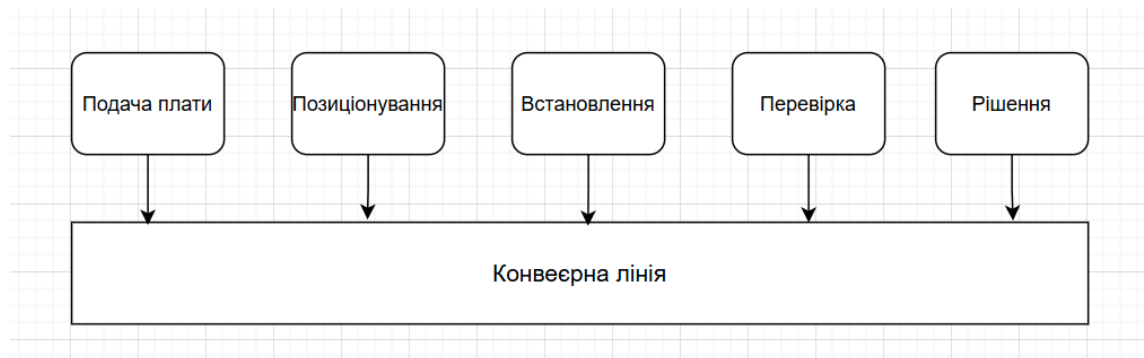 Подача плати
Позиціонування
Встановлення
Перевірка
Рішення
Конвеєрна лінія